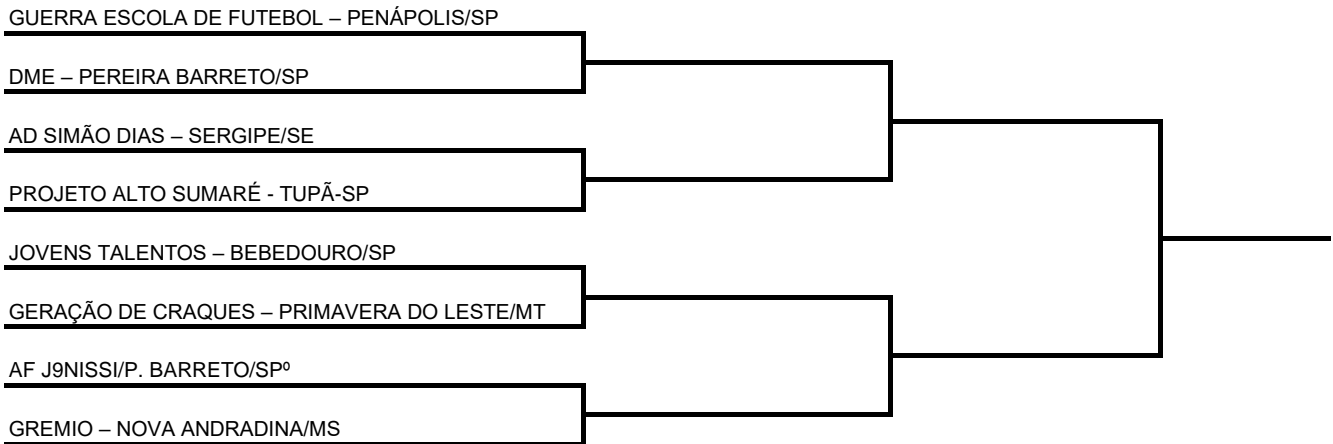 GUERRA ESCOLA DE FUTEBOL – PENÁPOLIS/SP
DME – PEREIRA BARRETO/SP
AD SIMÃO DIAS – SERGIPE/SE
PROJETO ALTO SUMARÉ - TUPÃ-SP
JOVENS TALENTOS – BEBEDOURO/SP
GERAÇÃO DE CRAQUES – PRIMAVERA DO LESTE/MT
AF J9NISSI/P. BARRETO/SPº
GREMIO – NOVA ANDRADINA/MS